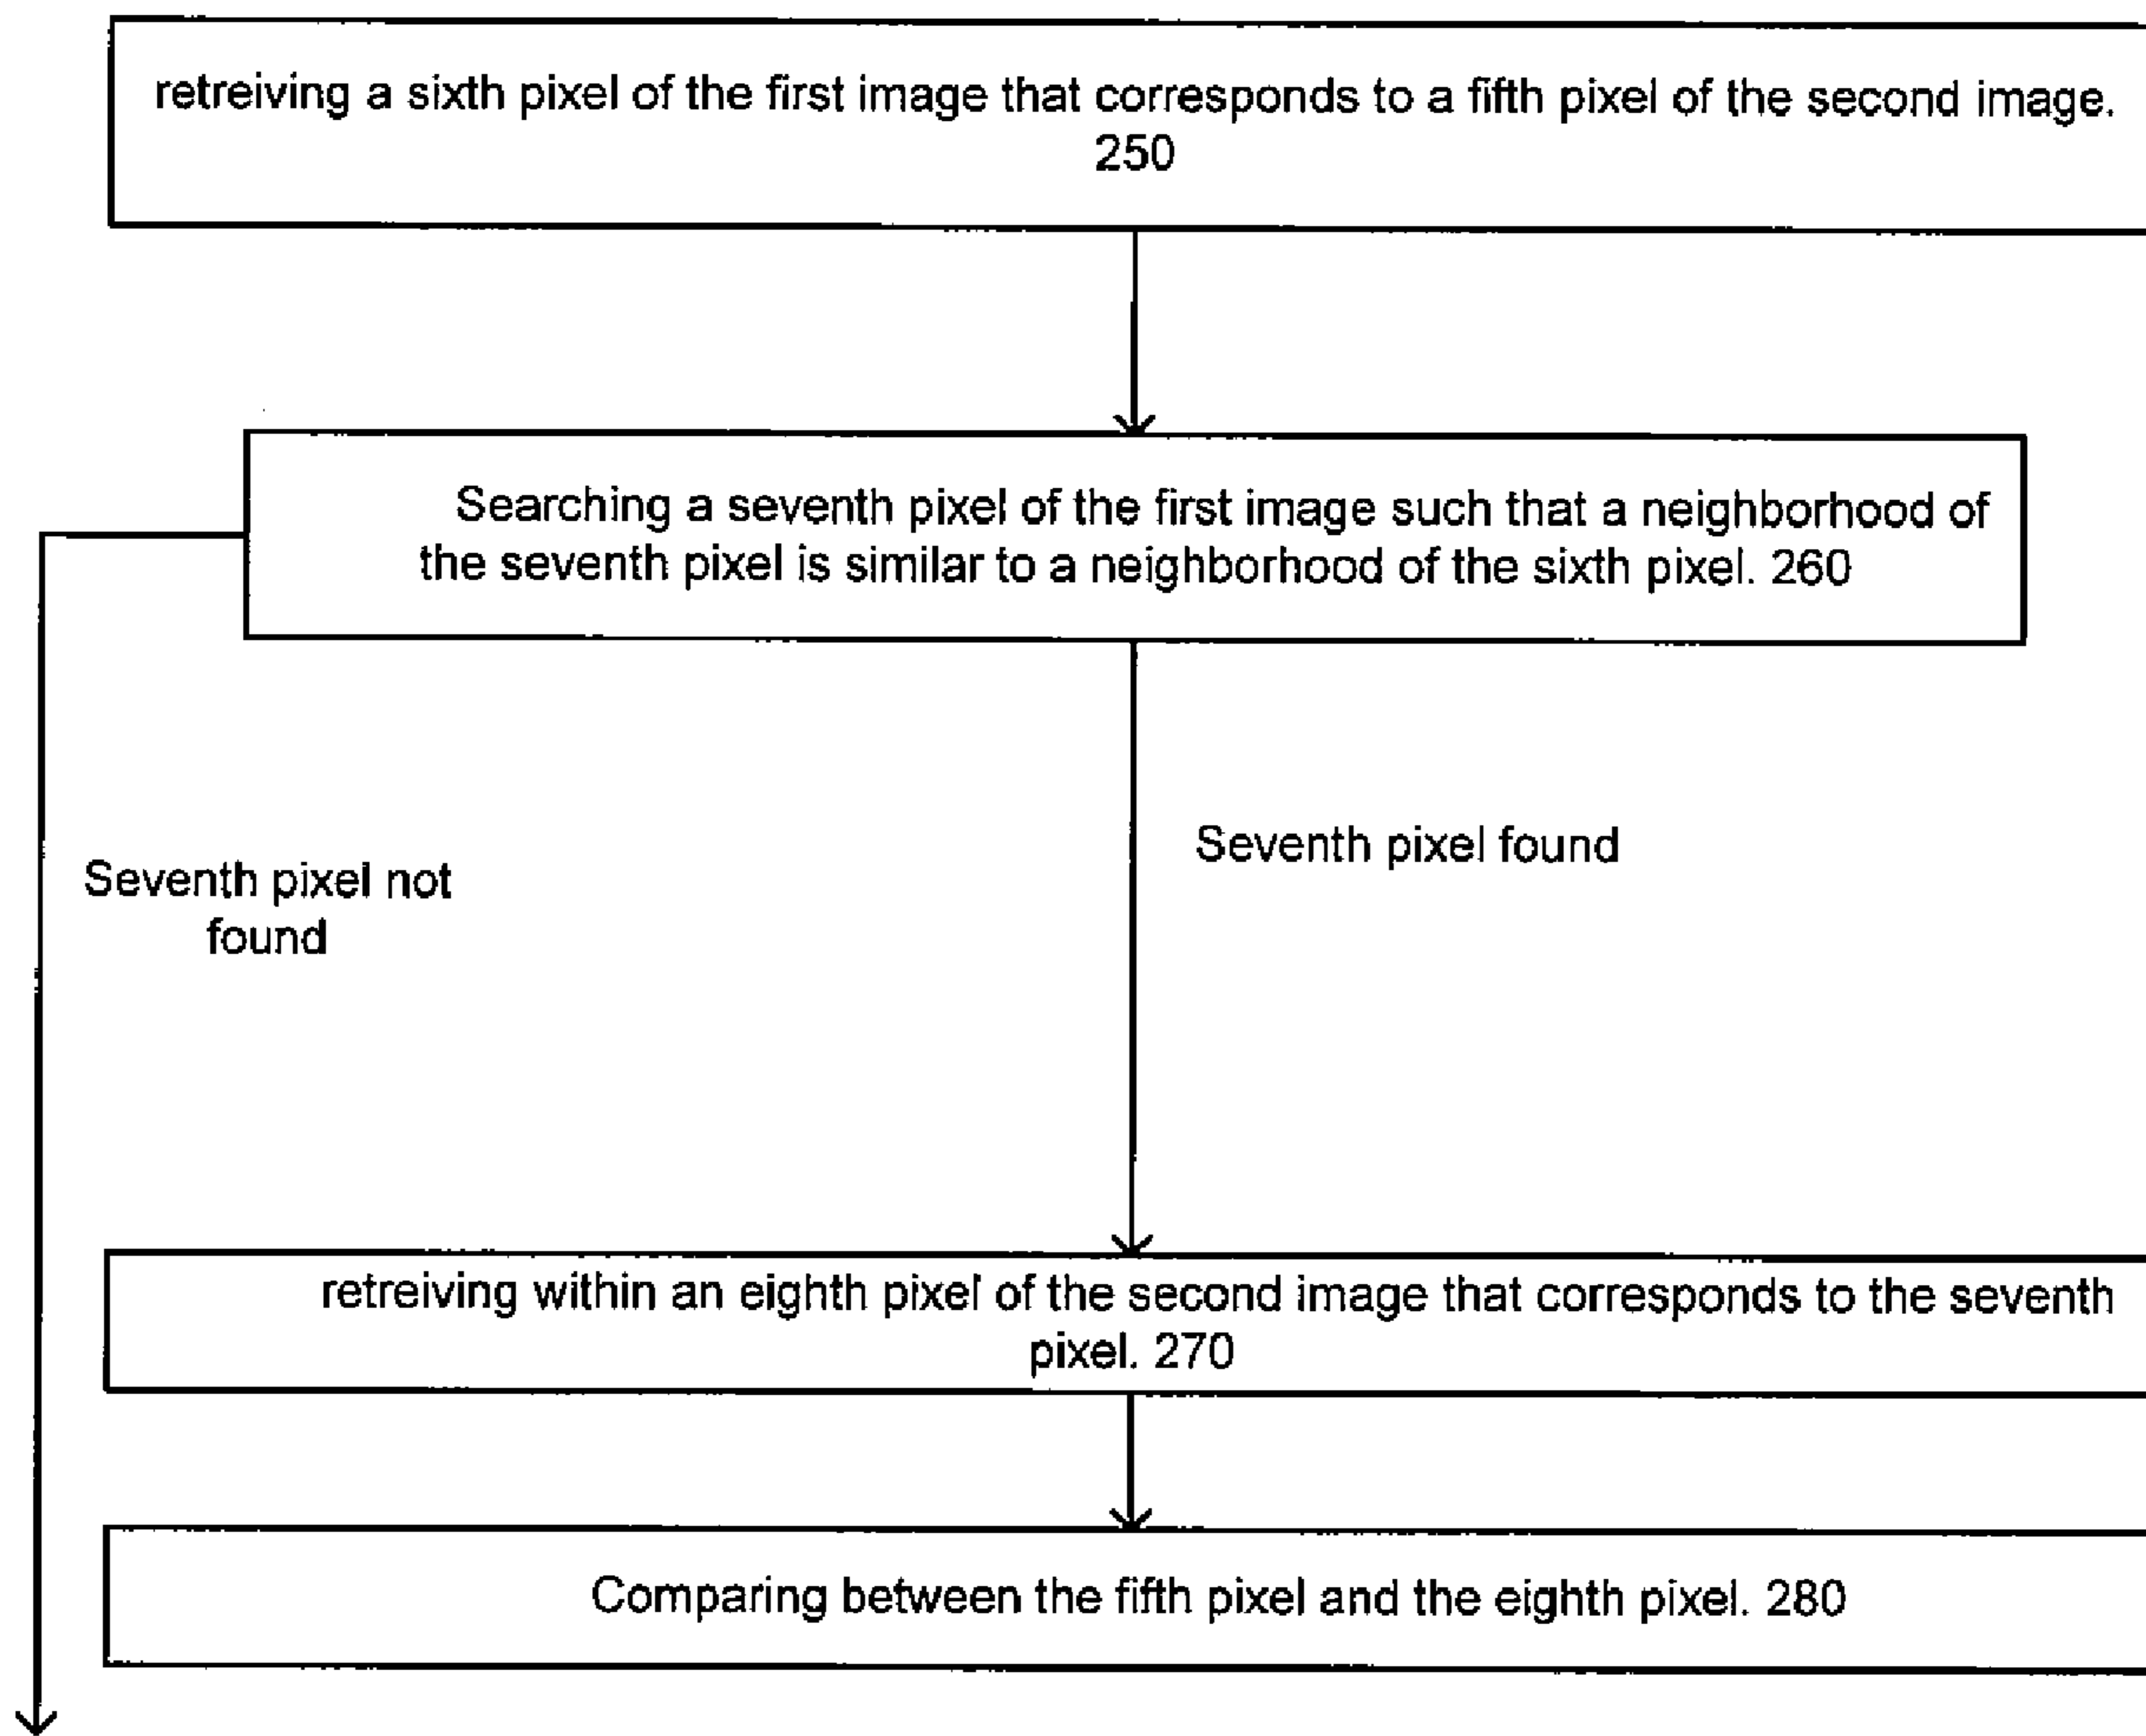 retreiving a sixth pixel of the first image that corresponds to a fifth pixel of the second image.
250
Searching a seventh pixel of the first image such that a neighborhood of
the seventh pixel is similar to a neighborhood of the sixth pixel. 260
Seventh pixel found
Seventh pixel not
found
retreiving within an eighth pixel of the second image that corresponds to the seventh
pixel. 270
Comparing between the fifth pixel and the eighth pixel. 280